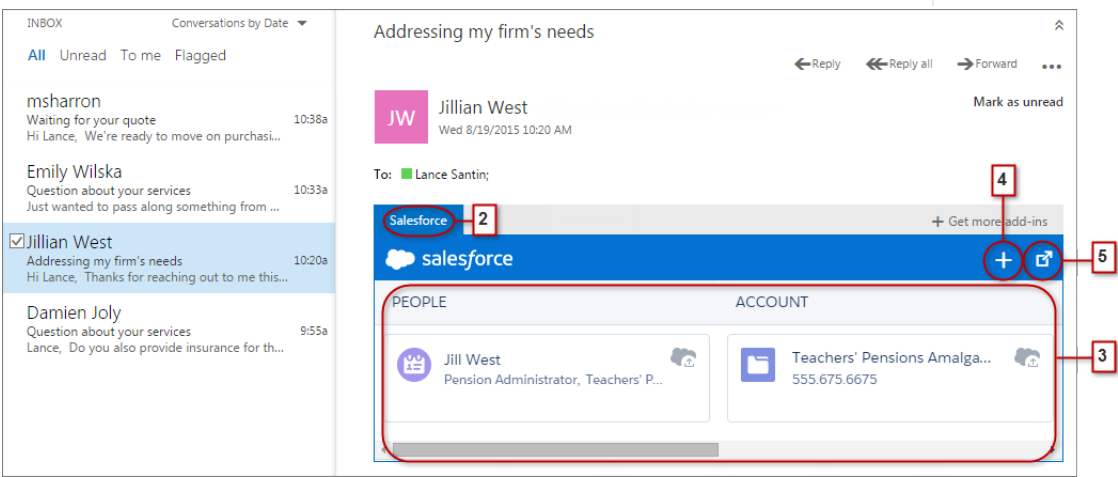 INBOX
Conversations by Date
All Unread To me Flagged
msharron
Waiting for your quote 10:38a
Hi Lance, We're ready to move on purchasi...
Emily Wilska
Question about your services 10:33a
Just wanted to pass along something from ...
Jillian West
Addressing my firm's needs 10:20a
Hi Lance, Thanks for reaching out to me this...
Damien Joly
Question about your services 9:55a
Lance, Do you also provide insurance for th...
Addressing my firm's needs
Reply Reply all Forward
Mark as unread
JW
Jillian West
Wed 8/19/2015 10:20 AM
To: Lance Santin;
4
Salesforce
2
+ Get more add-ins
salesforce
5
PEOPLE
ACCOUNT
Jill West
Pension Administrator, Teachers' P...
Teachers' Pensions Amalga...
555.675.6675
3